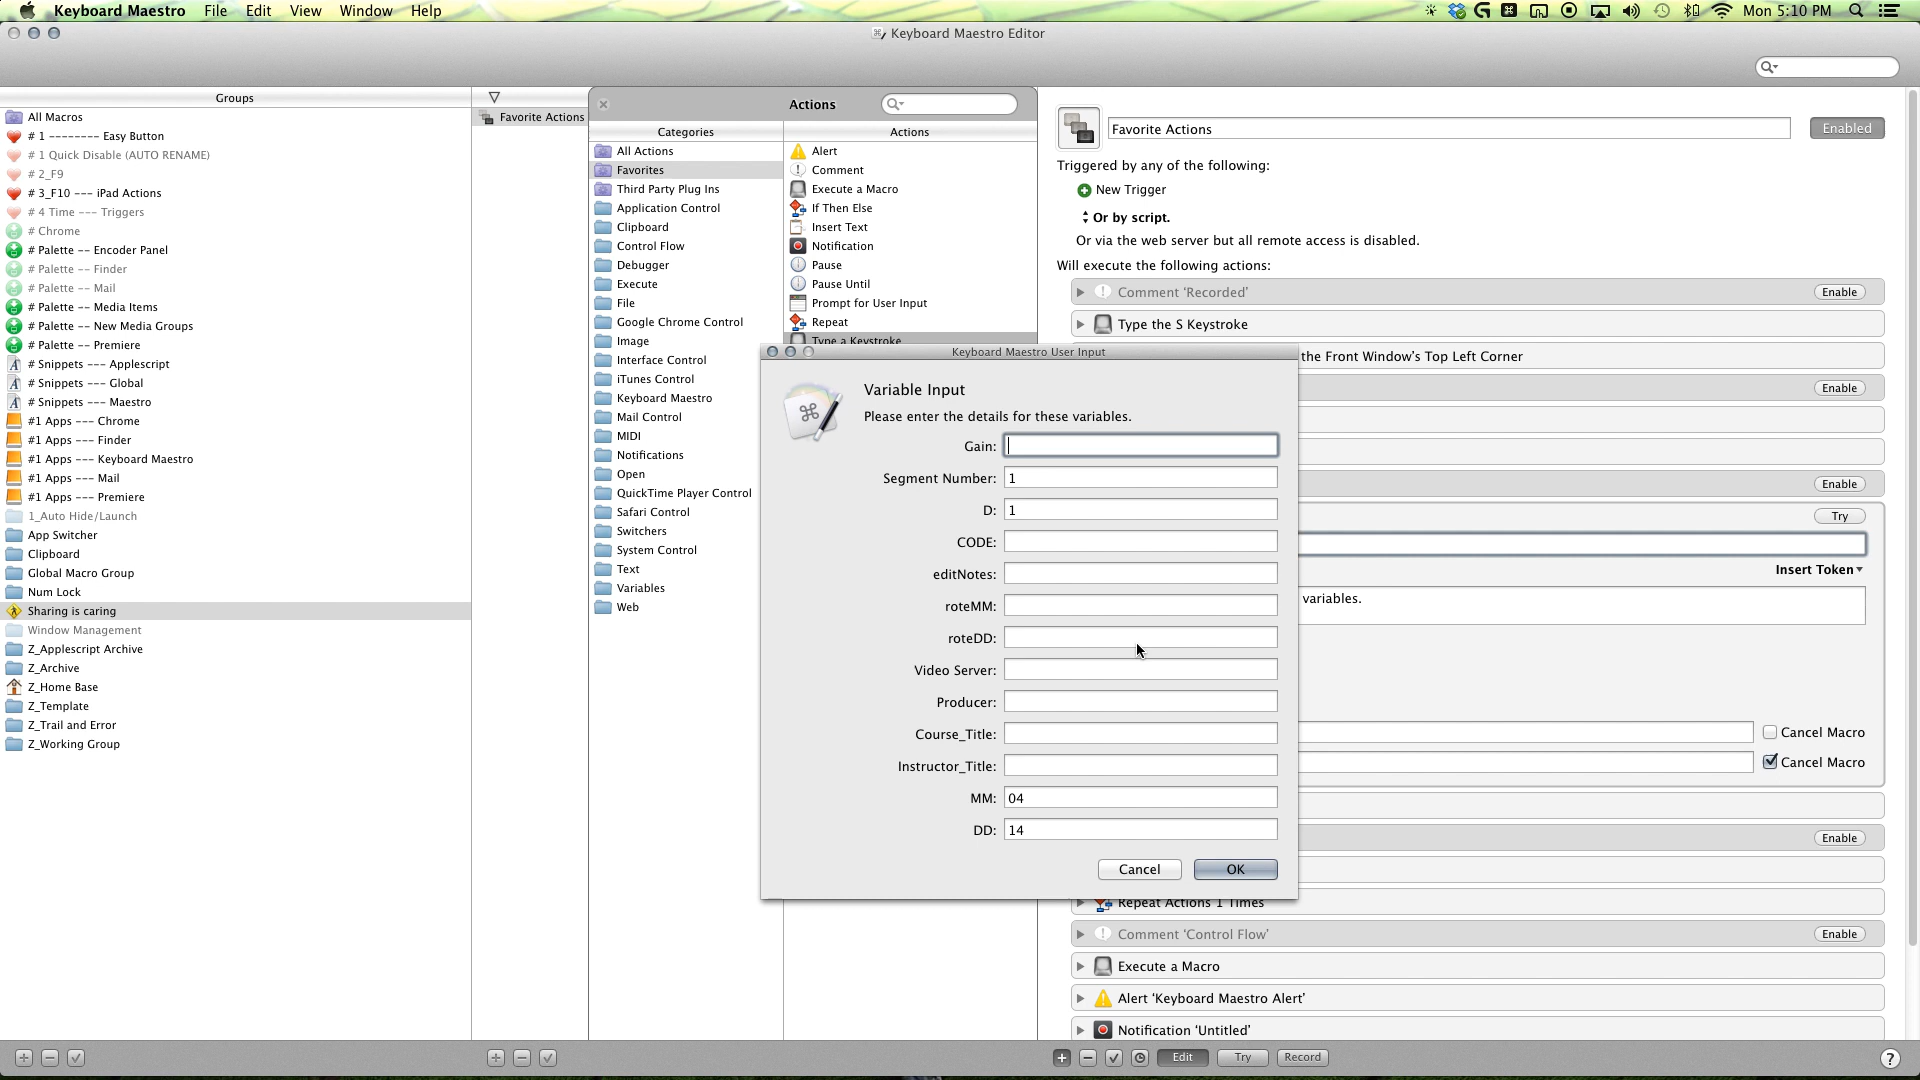 Keyboard Maestro File Edit View Window Help
Mon 5:10 PM
Keyboard Maestro Editor
Groups
All Macros
# 1 -------- Easy Button
# 1 Quick Disable (AUTO RENAME)
# 2_F9
# 3_F10 --- iPad Actions
# 4 Time --- Triggers
# Chrome
# Palette -- Encoder Panel
# Palette -- Finder
# Palette -- Mail
# Palette -- Media Items
# Palette -- New Media Groups
# Palette -- Premiere
# Snippets --- Applescript
# Snippets --- Global
# Snippets --- Maestro
#1 Apps --- Chrome
#1 Apps --- Finder
#1 Apps --- Keyboard Maestro
#1 Apps --- Mail
#1 Apps --- Premiere
1_Auto Hide/Launch
App Switcher
Clipboard
Global Macro Group
Num Lock
Sharing is caring
Window Management
Z_Applescript Archive
Z_Archive
Z_Home Base
Z_Template
Z_Trail and Error
Z_Working Group
Favorite Actions
Actions
Categories
All Actions
Favorites
Third Party Plug Ins
Application Control
Clipboard
Control Flow
Debugger
Execute
File
Google Chrome Control
Image
Interface Control
iTunes Control
Keyboard Maestro
Mail Control
MIDI
Notifications
Open
QuickTime Player Control
Safari Control
Switchers
System Control
Text
Variables
Web
Actions
Alert
Comment
Execute a Macro
If Then Else
Insert Text
Notification
Pause
Pause Until
Prompt for User Input
Repeat
Type a Keystroke
Keyboard Maestro User Input
Variable Input
Please enter the details for these variables.
Gain:
Segment Number: 1
D: 1
CODE:
editNotes:
roteMM:
roteDD:
Video Server:
Producer:
Course_Title:
Instructor_Title:
MM: 04
DD: 14
Cancel OK
Favorite Actions Enabled
Triggered by any of the following:
New Trigger
Or by script.
Or via the web server but all remote access is disabled.
Will execute the following actions:
Comment ‘Recorded’ Enable
Type the S Keystroke
the Front Window’s Top Left Corner
Enable
Enable
Try
Insert Token
variables.
Cancel Macro
Cancel Macro
Enable
Repeat Actions 1 Times
Comment ‘Control Flow’ Enable
Execute a Macro
Alert ‘Keyboard Maestro Alert’
Notification ‘Untitled’
Edit Try Record ?